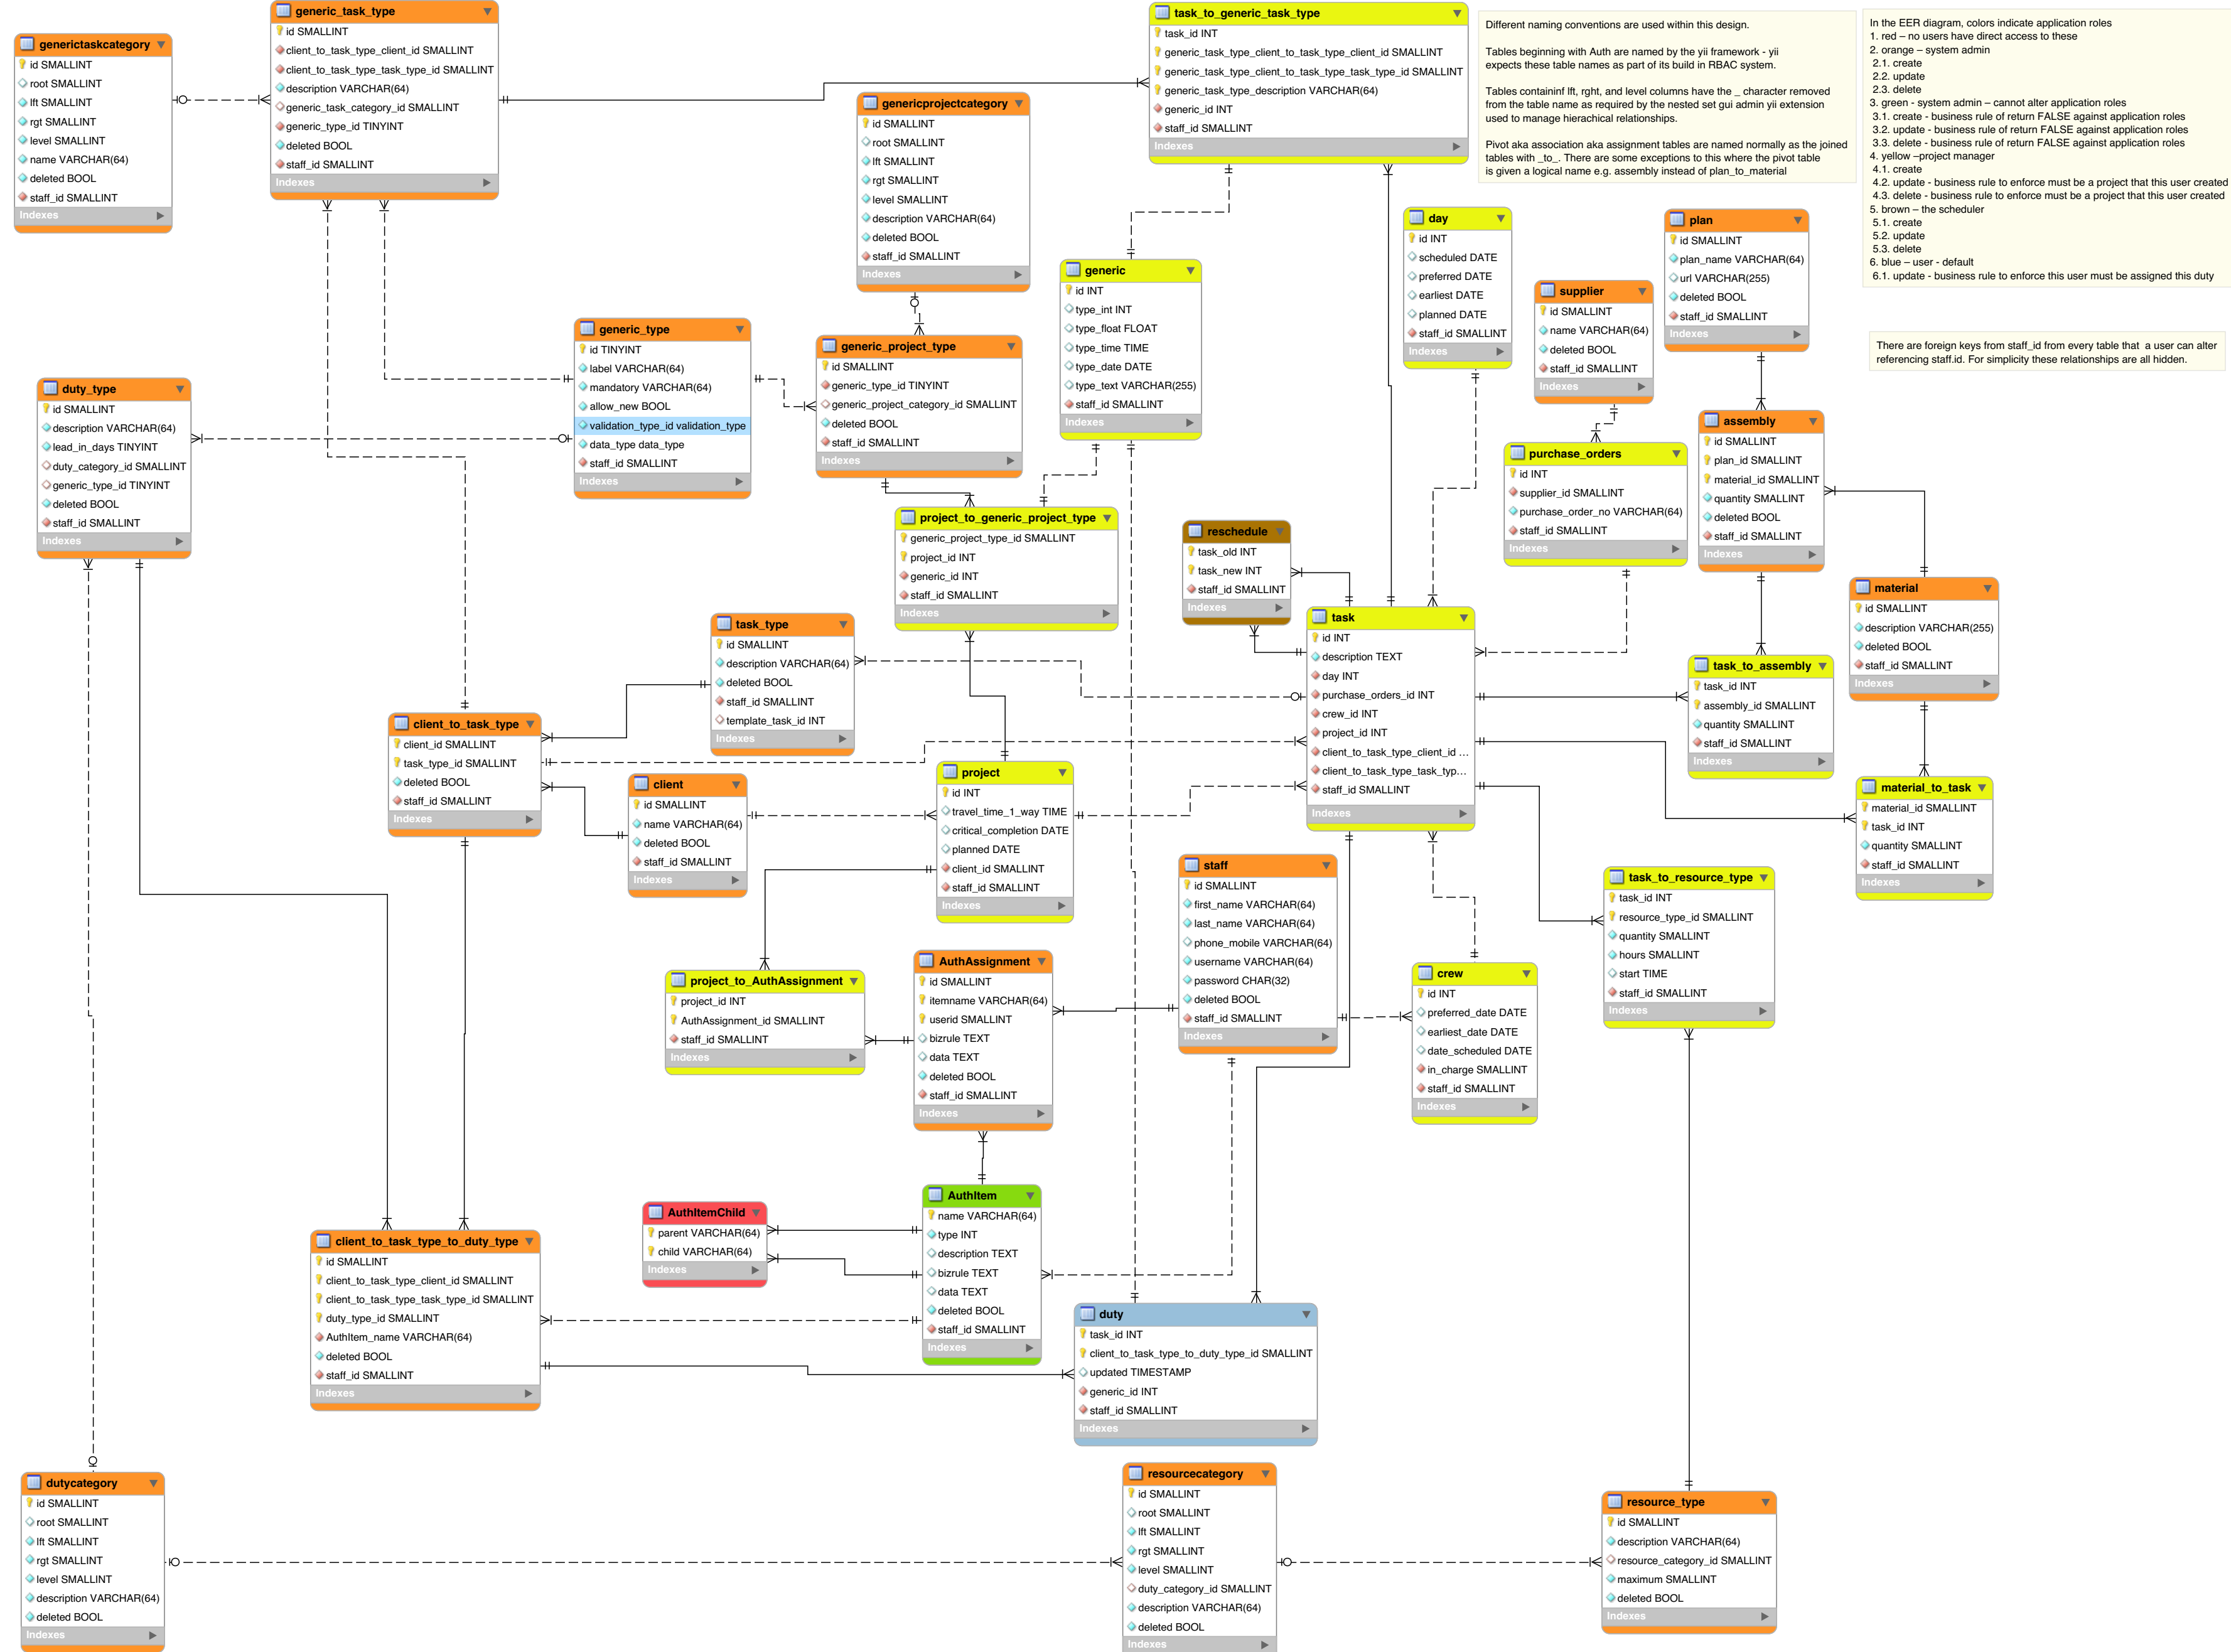 generic_task_type
id SMALLINT
client_to_task_type_client_id SMALLINT
client_to_task_type_task_type_id SMALLINT
description VARCHAR(64)
generic_task_category_id SMALLINT
generic_type_id TINYINT
deleted BOOL
staff_id SMALLINT
Indexes
generictaskcategory
id SMALLINT
root SMALLINT
lft SMALLINT
rgt SMALLINT
level SMALLINT
name VARCHAR(64)
deleted BOOL
staff_id SMALLINT
Indexes
task_to_generic_task_type
task_id INT
generic_task_type_client_to_task_type_client_id SMALLINT
generic_task_type_client_to_task_type_task_type_id SMALLINT
generic_task_type_description VARCHAR(64)
generic_id INT
staff_id SMALLINT
Indexes
Different naming conventions are used within this design.
Tables beginning with Auth are named by the yii framework - yii
expects these table names as part of its build in RBAC system.
Tables containinf lft, rght, and level columns have the _ character removed
from the table name as required by the nested set gui admin yii extension
used to manage hierachical relationships.
Pivot aka association aka assignment tables are named normally as the joined
tables with _to_. There are some exceptions to this where the pivot table
is given a logical name e.g. assembly instead of plan_to_material
In the EER diagram, colors indicate application roles
1. red – no users have direct access to these
2. orange – system admin
2.1. create
2.2. update
2.3. delete
3. green - system admin – cannot alter application roles
3.1. create - business rule of return FALSE against application roles
3.2. update - business rule of return FALSE against application roles
3.3. delete - business rule of return FALSE against application roles
4. yellow –project manager
4.1. create
4.2. update - business rule to enforce must be a project that this user created
4.3. delete - business rule to enforce must be a project that this user created
5. brown – the scheduler
5.1. create
5.2. update
5.3. delete
6. blue – user - default
6.1. update - business rule to enforce this user must be assigned this duty
There are foreign keys from staff_id from every table that a user can alter
referencing staff.id. For simplicity these relationships are all hidden.
genericprojectcategory
id SMALLINT
root SMALLINT
lft SMALLINT
rgt SMALLINT
level SMALLINT
description VARCHAR(64)
deleted BOOL
staff_id SMALLINT
Indexes
day
id INT
scheduled DATE
preferred DATE
earliest DATE
planned DATE
staff_id SMALLINT
Indexes
plan
id SMALLINT
plan_name VARCHAR(64)
url VARCHAR(255)
deleted BOOL
staff_id SMALLINT
Indexes
generic
id INT
type_int INT
type_float FLOAT
type_time TIME
type_date DATE
type_text VARCHAR(255)
staff_id SMALLINT
Indexes
supplier
id SMALLINT
name VARCHAR(64)
deleted BOOL
staff_id SMALLINT
Indexes
generic_type
id TINYINT
label VARCHAR(64)
mandatory VARCHAR(64)
allow_new BOOL
validation_type_id validation_type
data_type data_type
staff_id SMALLINT
Indexes
generic_project_type
id SMALLINT
generic_type_id TINYINT
generic_project_category_id SMALLINT
deleted BOOL
staff_id SMALLINT
Indexes
duty_type
id SMALLINT
description VARCHAR(64)
lead_in_days TINYINT
duty_category_id SMALLINT
generic_type_id TINYINT
deleted BOOL
staff_id SMALLINT
Indexes
assembly
id SMALLINT
plan_id SMALLINT
material_id SMALLINT
quantity SMALLINT
deleted BOOL
staff_id SMALLINT
Indexes
purchase_orders
id INT
supplier_id SMALLINT
purchase_order_no VARCHAR(64)
staff_id SMALLINT
Indexes
project_to_generic_project_type
generic_project_type_id SMALLINT
project_id INT
generic_id INT
staff_id SMALLINT
Indexes
reschedule
task_old INT
task_new INT
staff_id SMALLINT
Indexes
material
id SMALLINT
description VARCHAR(255)
deleted BOOL
staff_id SMALLINT
Indexes
task
id INT
description TEXT
day INT
purchase_orders_id INT
crew_id INT
project_id INT
client_to_task_type_client_id ...
client_to_task_type_task_typ...
staff_id SMALLINT
Indexes
task_type
id SMALLINT
description VARCHAR(64)
deleted BOOL
staff_id SMALLINT
template_task_id INT
Indexes
task_to_assembly
task_id INT
assembly_id SMALLINT
quantity SMALLINT
staff_id SMALLINT
Indexes
client_to_task_type
client_id SMALLINT
task_type_id SMALLINT
deleted BOOL
staff_id SMALLINT
Indexes
client
id SMALLINT
name VARCHAR(64)
deleted BOOL
staff_id SMALLINT
Indexes
project
id INT
travel_time_1_way TIME
critical_completion DATE
planned DATE
client_id SMALLINT
staff_id SMALLINT
Indexes
material_to_task
material_id SMALLINT
task_id INT
quantity SMALLINT
staff_id SMALLINT
Indexes
staff
id SMALLINT
first_name VARCHAR(64)
last_name VARCHAR(64)
phone_mobile VARCHAR(64)
username VARCHAR(64)
password CHAR(32)
deleted BOOL
staff_id SMALLINT
Indexes
task_to_resource_type
task_id INT
resource_type_id SMALLINT
quantity SMALLINT
hours SMALLINT
start TIME
staff_id SMALLINT
Indexes
project_to_AuthAssignment
project_id INT
AuthAssignment_id SMALLINT
staff_id SMALLINT
Indexes
AuthAssignment
id SMALLINT
itemname VARCHAR(64)
userid SMALLINT
bizrule TEXT
data TEXT
deleted BOOL
staff_id SMALLINT
Indexes
crew
id INT
preferred_date DATE
earliest_date DATE
date_scheduled DATE
in_charge SMALLINT
staff_id SMALLINT
Indexes
AuthItem
name VARCHAR(64)
type INT
description TEXT
bizrule TEXT
data TEXT
deleted BOOL
staff_id SMALLINT
Indexes
AuthItemChild
parent VARCHAR(64)
child VARCHAR(64)
Indexes
client_to_task_type_to_duty_type
id SMALLINT
client_to_task_type_client_id SMALLINT
client_to_task_type_task_type_id SMALLINT
duty_type_id SMALLINT
AuthItem_name VARCHAR(64)
deleted BOOL
staff_id SMALLINT
Indexes
duty
task_id INT
client_to_task_type_to_duty_type_id SMALLINT
updated TIMESTAMP
generic_id INT
staff_id SMALLINT
Indexes
dutycategory
id SMALLINT
root SMALLINT
lft SMALLINT
rgt SMALLINT
level SMALLINT
description VARCHAR(64)
deleted BOOL
Indexes
resourcecategory
id SMALLINT
root SMALLINT
lft SMALLINT
rgt SMALLINT
level SMALLINT
duty_category_id SMALLINT
description VARCHAR(64)
deleted BOOL
Indexes
resource_type
id SMALLINT
description VARCHAR(64)
resource_category_id SMALLINT
maximum SMALLINT
deleted BOOL
Indexes